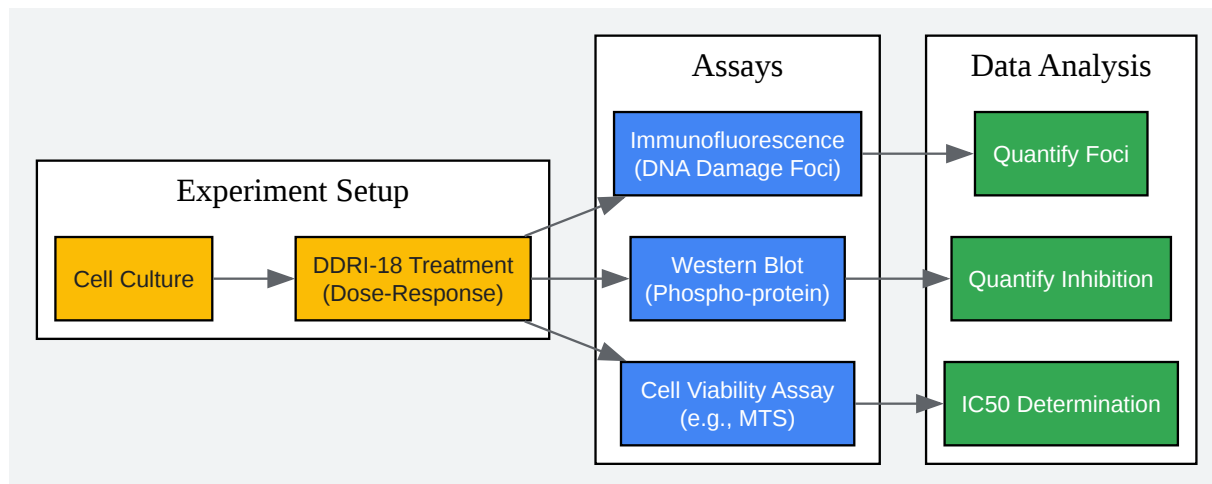 Experiment Setup
Cell Culture
DDRI-18 Treatment
(Dose-Response)
Assays
Immunofluorescence
(DNA Damage Foci)
Western Blot
(Phospho-protein)
Cell Viability Assay
(e.g., MTS)
Data Analysis
Quantify Foci
Quantify Inhibition
IC50 Determination